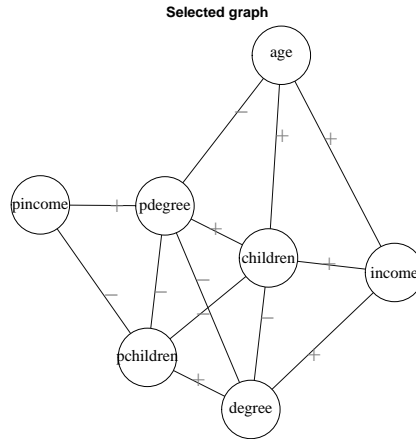 Selected graph
age
pincome
pdegree
children
income
pchildren
degree